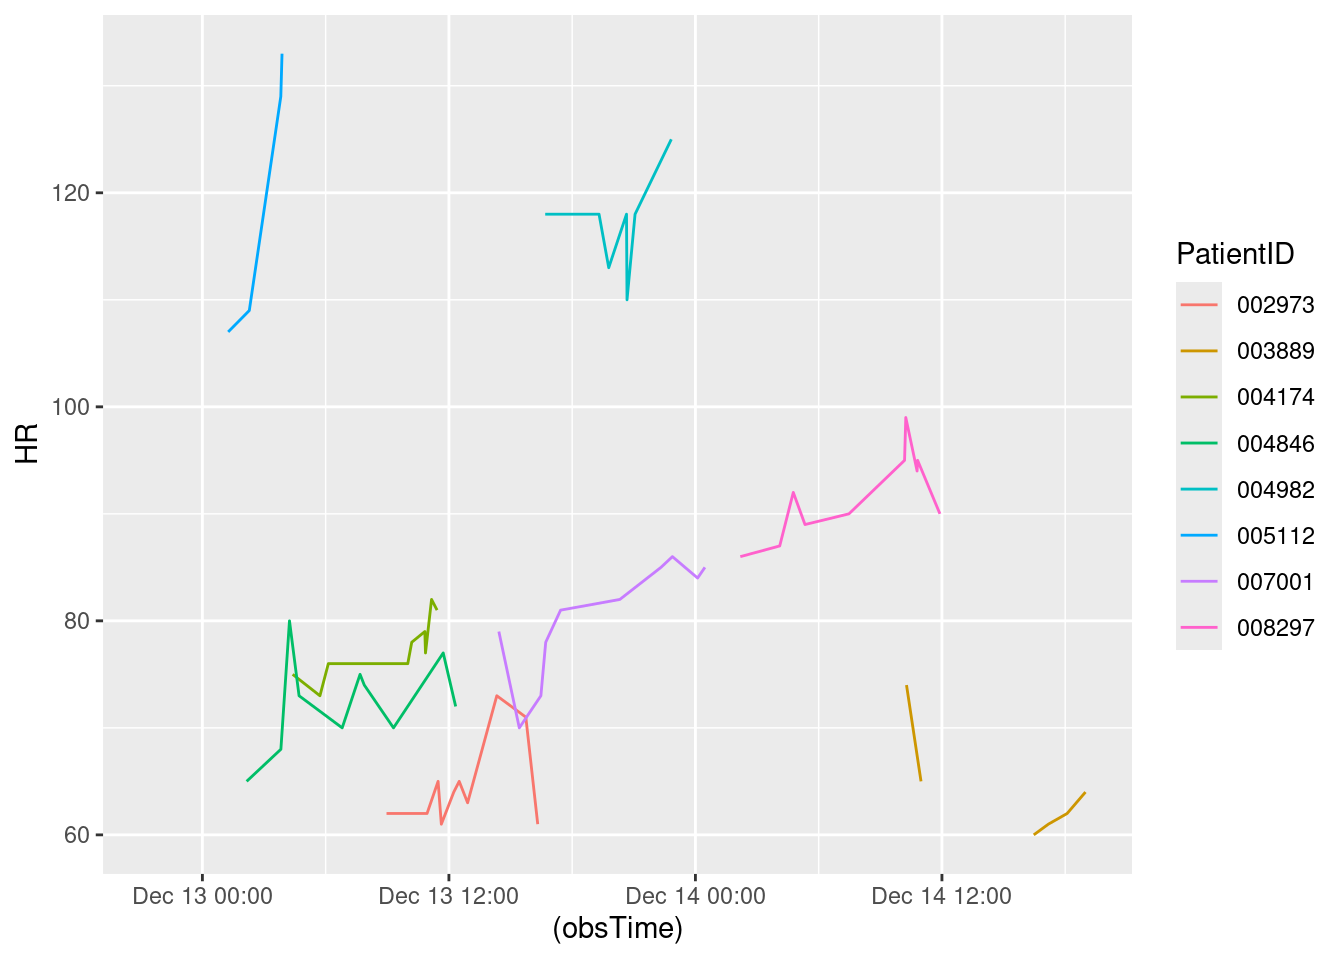 120
100
80
60
HR
Dec 13 00:00
Dec 13 12:00
Dec 14 00:00
Dec 14 12:00
(obsTime)
PatientID
002973
003889
004174
004846
004982
005112
007001
008297